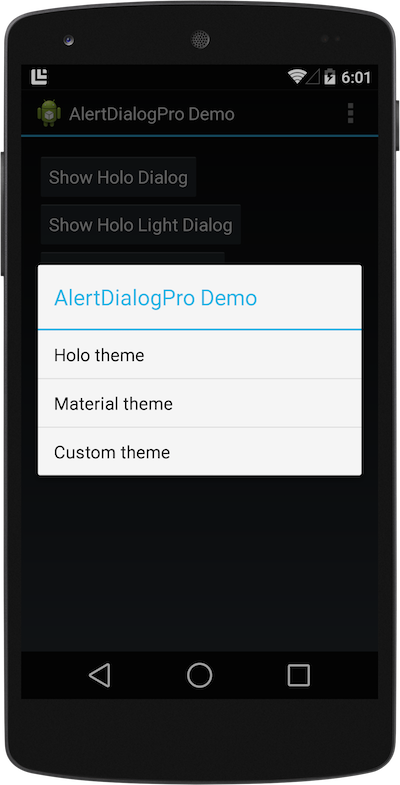 6:01
AlertDialogPro Demo
Show Holo Dialog
Show Holo Light Dialog
AlertDialogPro Demo
Holo theme
Material theme
Custom theme